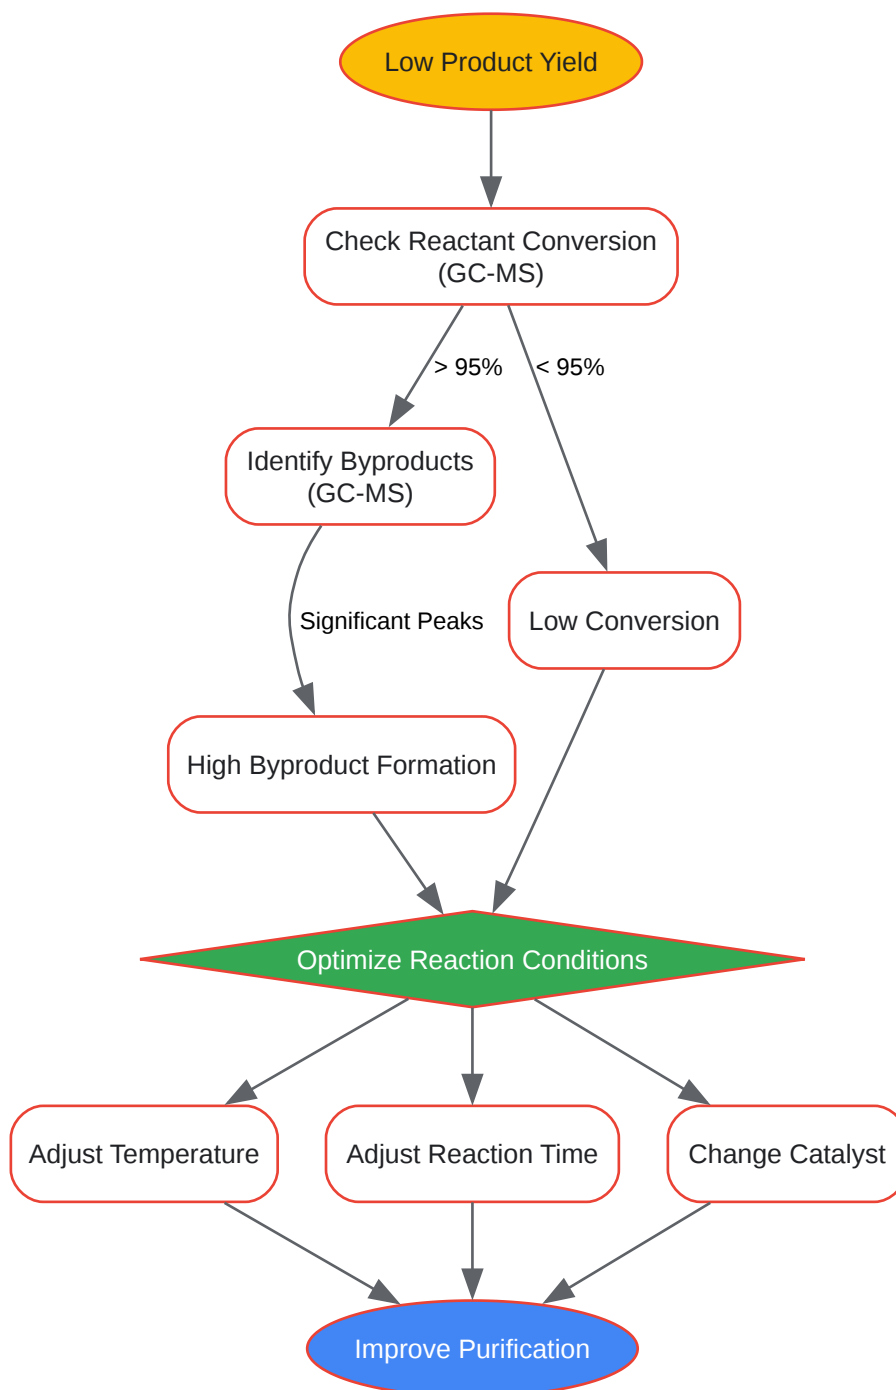 Low Product Yield
Check Reactant Conversion
(GC-MS)
> 95%
< 95%
Identify Byproducts
(GC-MS)
Significant Peaks
Low Conversion
High Byproduct Formation
Optimize Reaction Conditions
Adjust Temperature
Adjust Reaction Time
Change Catalyst
Improve Purification